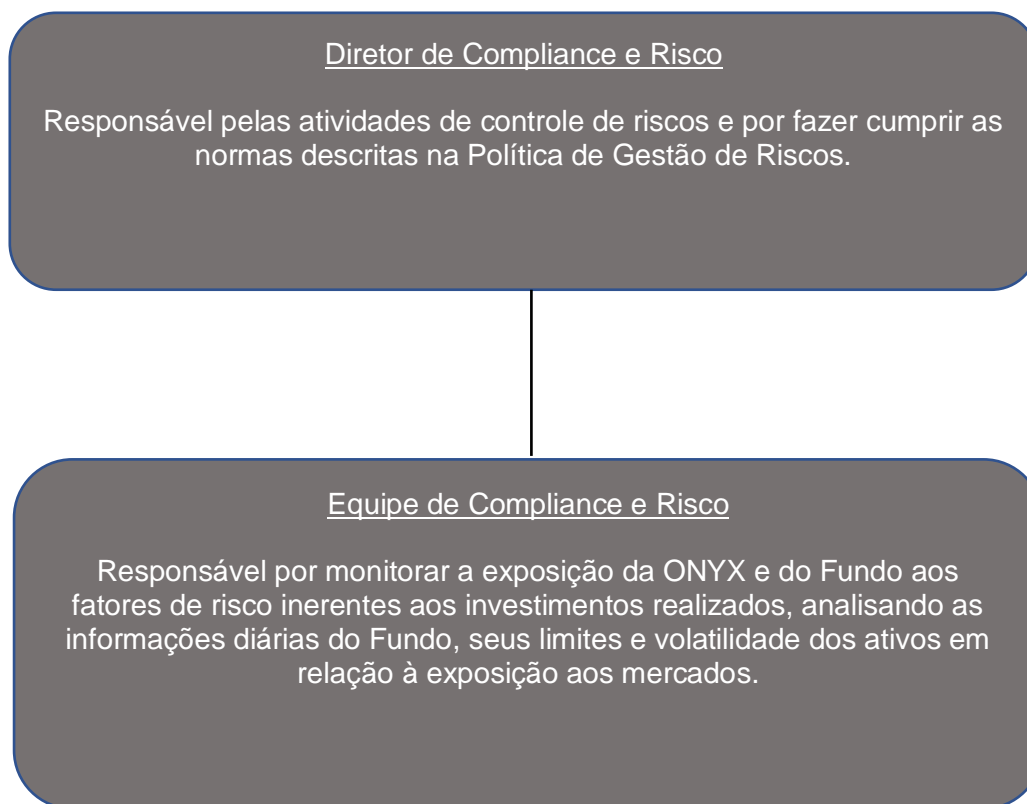 Diretor de Compliance e Risco
Responsável pelas atividades de controle de riscos e por fazer cumprir as
normas descritas na Política de Gestão de Riscos.
Equipe de Compliance e Risco
Responsável por monitorar a exposição da ONYX e do Fundo aos
fatores de risco inerentes aos investimentos realizados, analisando as
informações diárias do Fundo, seus limites e volatilidade dos ativos em
relação à exposição aos mercados.